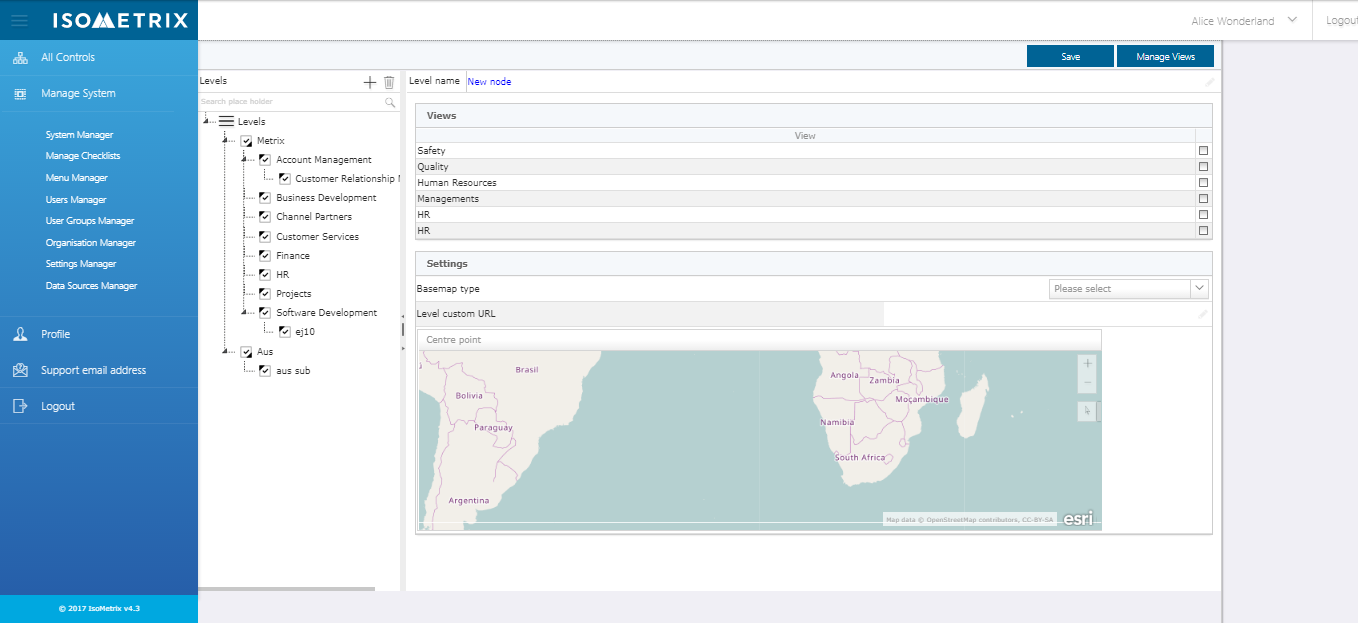 ISOMETRIX
Alice Wonderland
All Controls
Manage System
System Manager
Manage Checklists
Menu Manager
Users Manager
User Groups Manager
Organisation Manager
Settings Manager
Data Sources Manager
Profile
Support email address
Logout
© 2017 IsoMetrix v4.3
Save
Manage Views
Levels
Search place holder
Levels
Metrix
Account Management
Customer Relationship
Business Development
Channel Partners
Customer Services
Finance
HR
Projects
Software Development
ej10
Aus
aus sub
Level name New node
Views
View
Safety
Quality
Human Resources
Managements
HR
HR
Settings
Basemap type Please select
Level custom URL
Centre point
Brasil
Bolivia
Paraguay
Argentina
Angola
Zambia
Moçambique
Namibia
South Africa
Map data © OpenStreetMap contributors, CC-BY-SA
esri